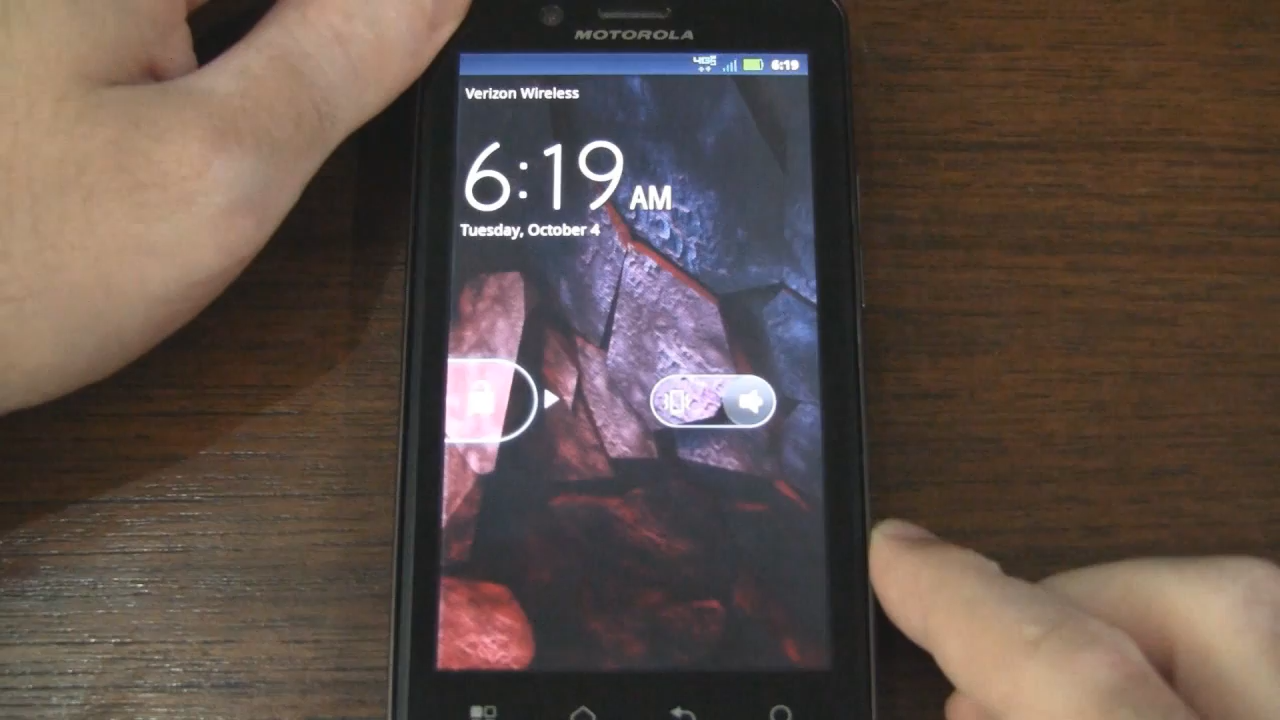 MOTOROLA
4G 6:19
Verizon Wireless
6:19 AM
Tuesday, October 4